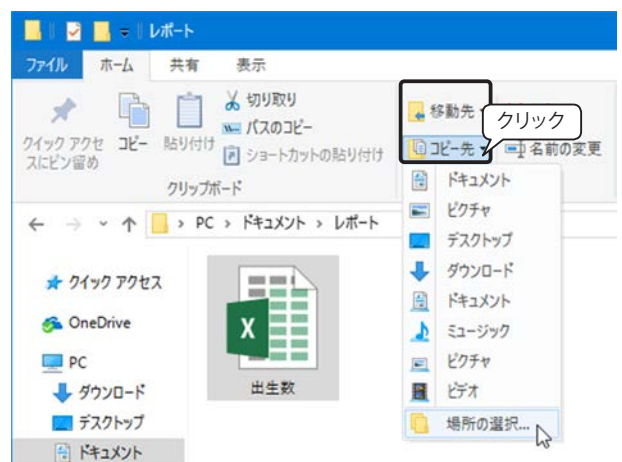 レポート
ファイル ホーム 共有 表示
クイック アクセスにピン留め
コピー
貼り付け
切り取り
パスのコピー
ショートカットの貼り付け
クリップボード
移動先
コピー先
クリック
名前の変更
ドキュメント
ピクチャ
デスクトップ
ダウンロード
ドキュメント
ミュージック
ピクチャ
ビデオ
場所の選択...
PC › ドキュメント › レポート
クイック アクセス
OneDrive
PC
ダウンロード
デスクトップ
ドキュメント
出生数